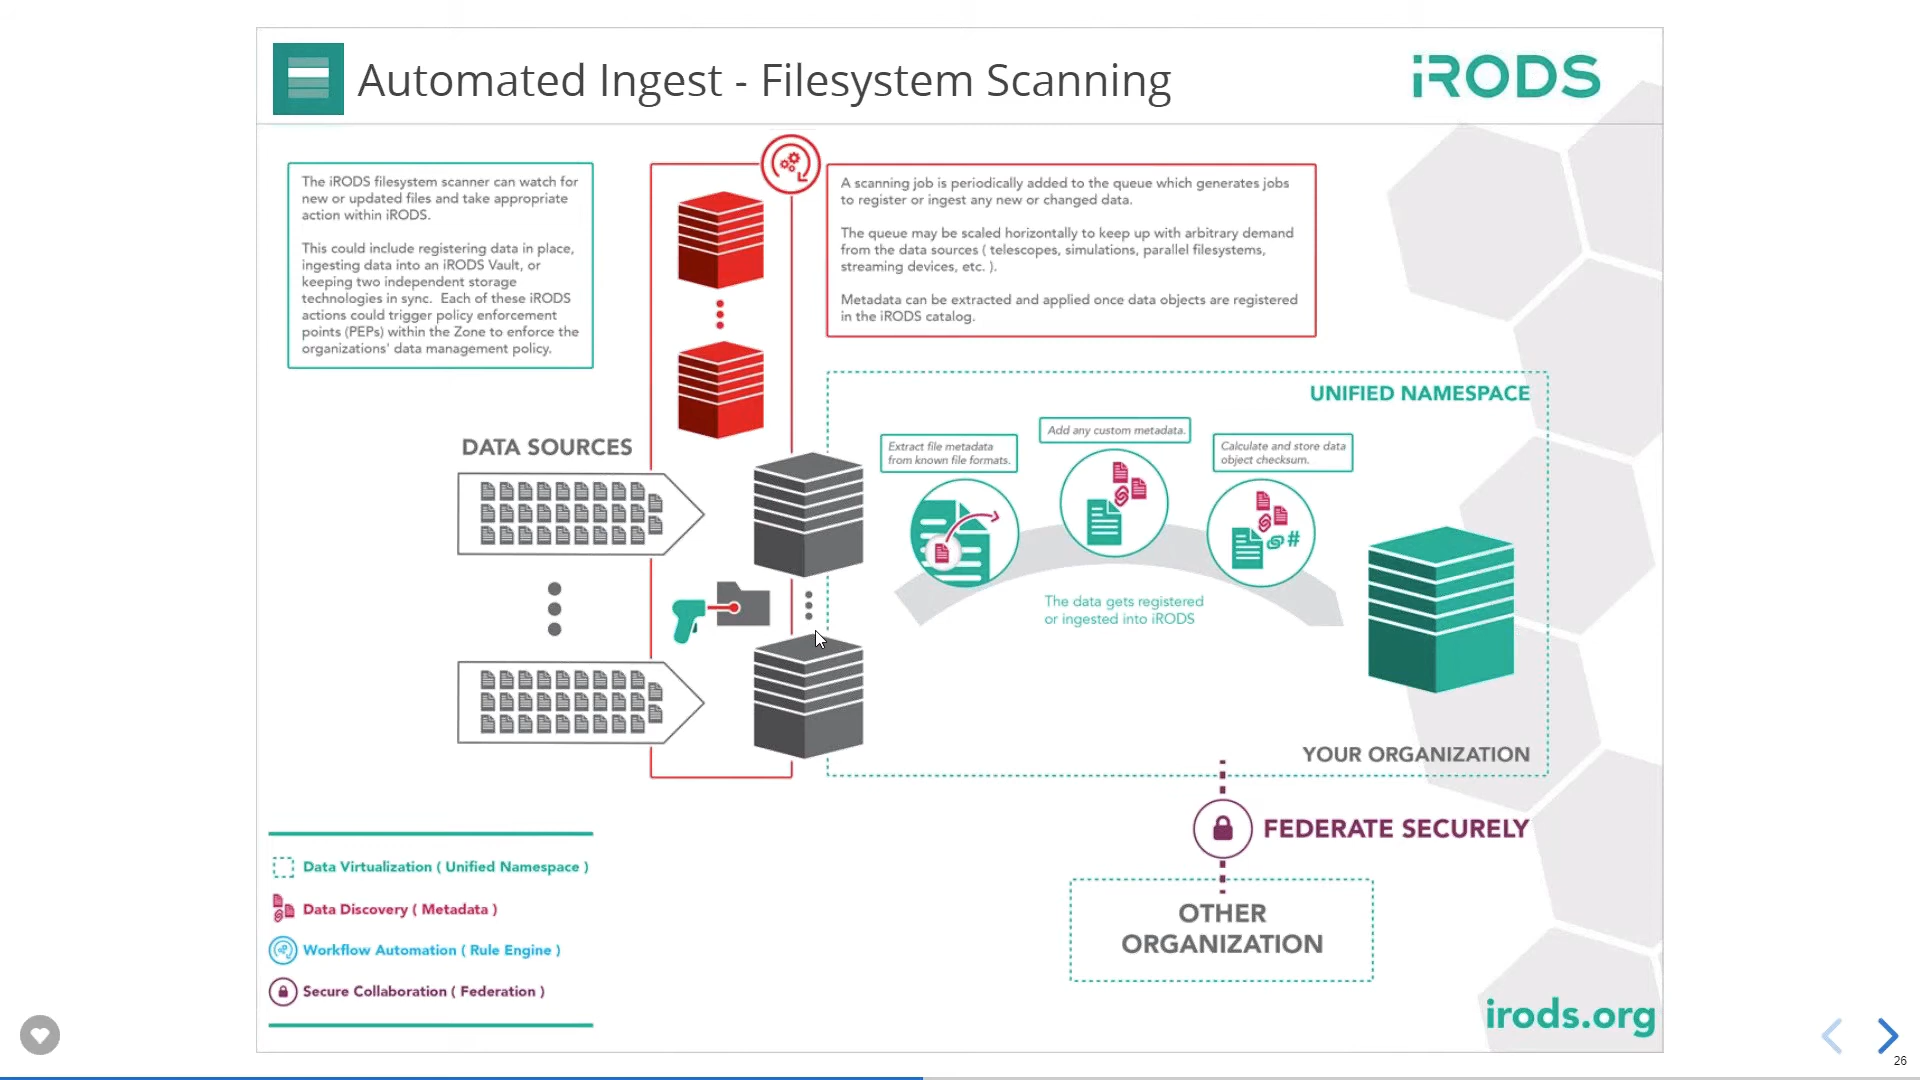 Automated Ingest - Filesystem Scanning
iRODS
The iRODS filesystem scanner can watch for
new or updated files and take appropriate
action within iRODS.
This could include registering data in place,
ingesting data into an iRODS Vault, or
keeping two independent storage
technologies in sync.  Each of these iRODS
actions could trigger policy enforcement
points (PEPs) within the Zone to enforce the
organizations' data management policy.
A scanning job is periodically added to the queue which generates jobs
to register or ingest any new or changed data.
The queue may be scaled horizontally to keep up with arbitrary demand
from the data sources ( telescopes, simulations, parallel filesystems,
streaming devices, etc. ).
Metadata can be extracted and applied once data objects are registered
in the iRODS catalog.
DATA SOURCES
UNIFIED NAMESPACE
Extract file metadata
from known file formats.
Add any custom metadata.
Calculate and store data
object checksum.
#
The data gets registered
or ingested into iRODS
YOUR ORGANIZATION
FEDERATE SECURELY
OTHER
ORGANIZATION
Data Virtualization ( Unified Namespace )
Data Discovery ( Metadata )
Workflow Automation ( Rule Engine )
Secure Collaboration ( Federation )
irods.org
26